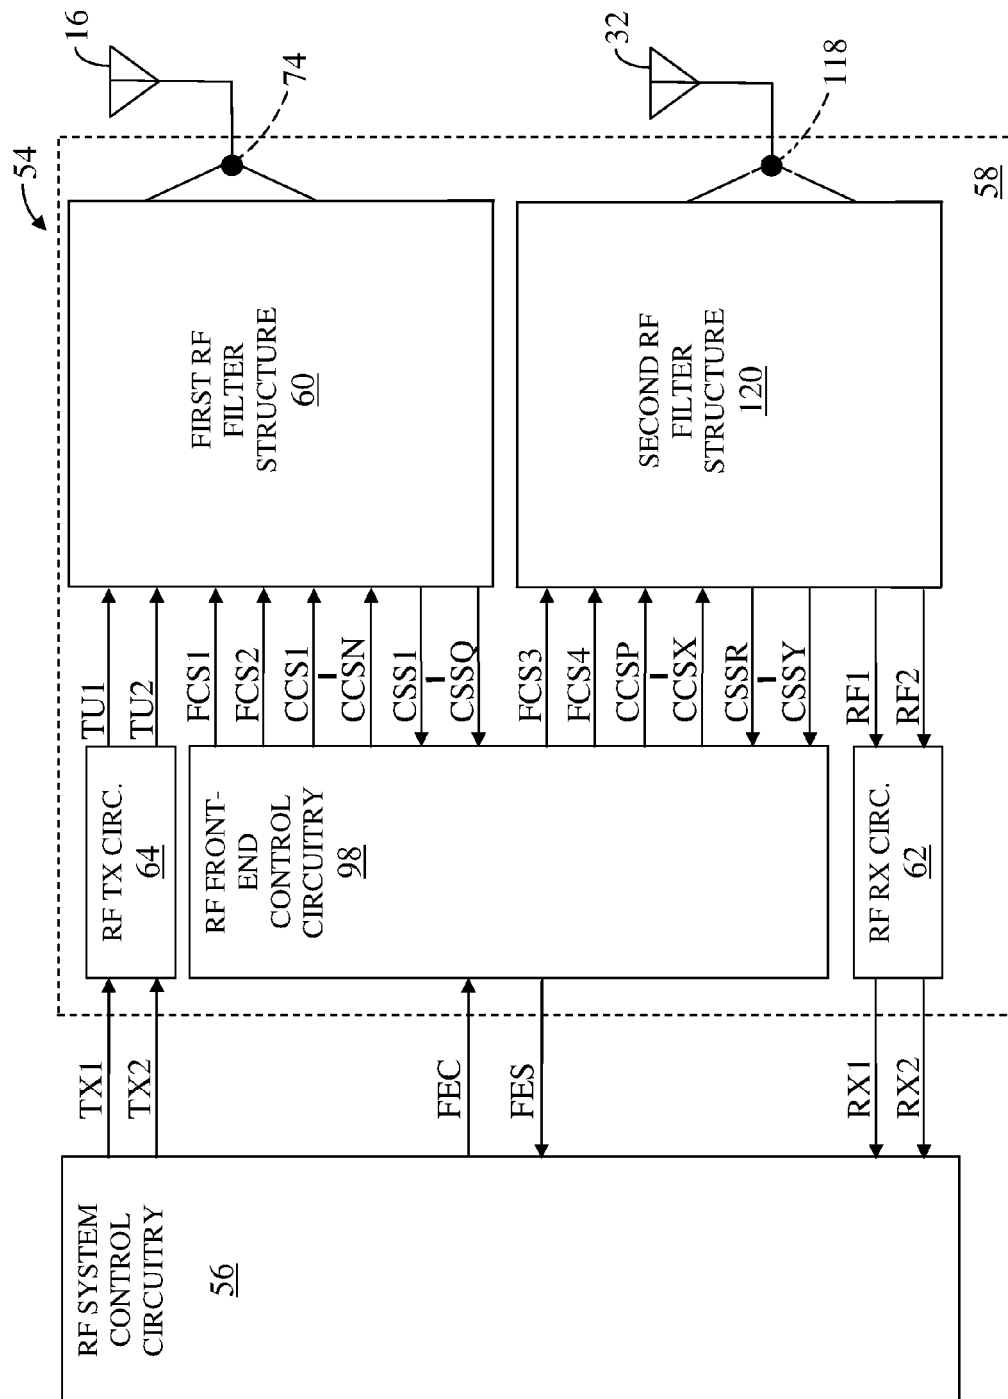 54
16
74
32
118
58
FIRST RF
FILTER
STRUCTURE
60
SECOND RF
FILTER
STRUCTURE
120
TU1
TU2
FCS1
FCS2
CCS1
CCSN
CSS1
CSSQ
FCS3
FCS4
CCSP
CCSX
CSSR
CSSY
RF1
RF2
RF TX CIRC.
64
RF FRONT-
END
CONTROL
CIRCUITRY
98
RF RX CIRC.
62
TX1
TX2
FEC
FES
RX1
RX2
RF SYSTEM
CONTROL
CIRCUITRY
56